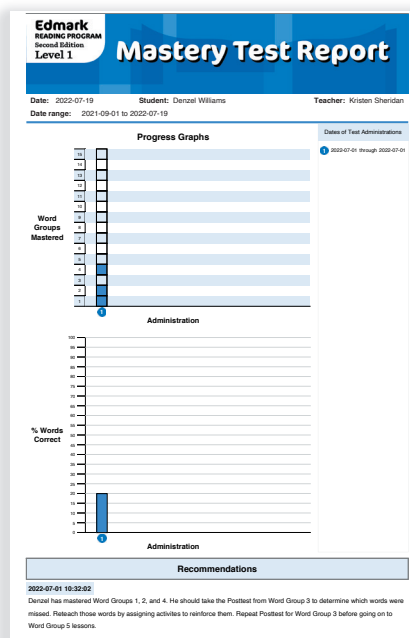 Edmark
READING PROGRAM
Second Edition
Level 1
Mastery Test Report
Date: 2022-07-19 Student: Denzel Williams Teacher: Kristen Sheridan
Date range: 2021-09-01 to 2022-07-19
Progress Graphs
Dates of Test Administrations
1 2022-07-01 through 2022-07-01
Word
Groups
Mastered
15
14
13
12
11
10
9
8
7
6
5
4
3
2
1
1
Administration
% Words
Correct
100
95
90
85
80
75
70
65
60
55
50
45
40
35
30
25
20
15
10
5
0
1
Administration
Recommendations
2022-07-01 10:32:02
Denzel has mastered Word Groups 1, 2, and 4. He should take the Posttest from Word Group 3 to determine which words were
missed. Reteach those words by assigning activites to reinforce them. Repeat Posttest for Word Group 3 before going on to
Word Group 5 lessons.